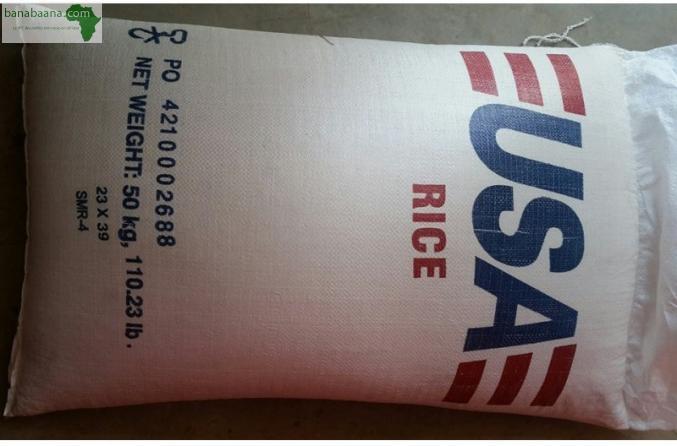 banabaana.com
USA
RICE
PO 4210002688
NET WEIGHT: 50 kg, 110.23 lb.
23 X 39
SMR-4